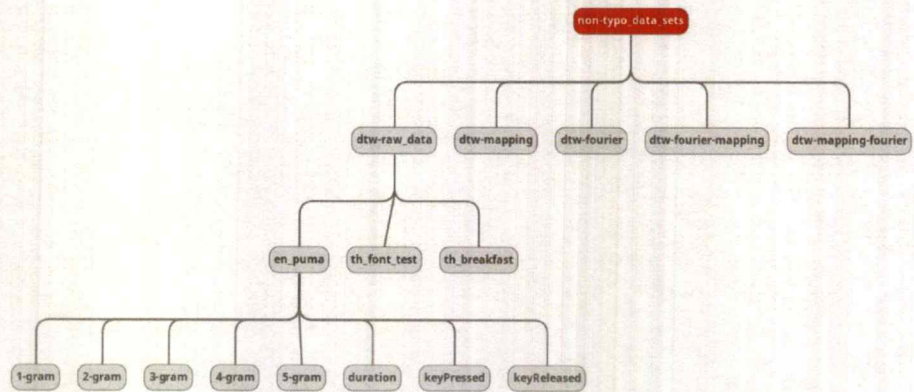 non-typo_data_sets
dtw-raw_data
dtw-mapping
dtw-fourier
dtw-fourier-mapping
dtw-mapping-fourier
en_puma
th_font_test
th_breakfast
1-gram
2-gram
3-gram
4-gram
5-gram
duration
keyPressed
keyReleased